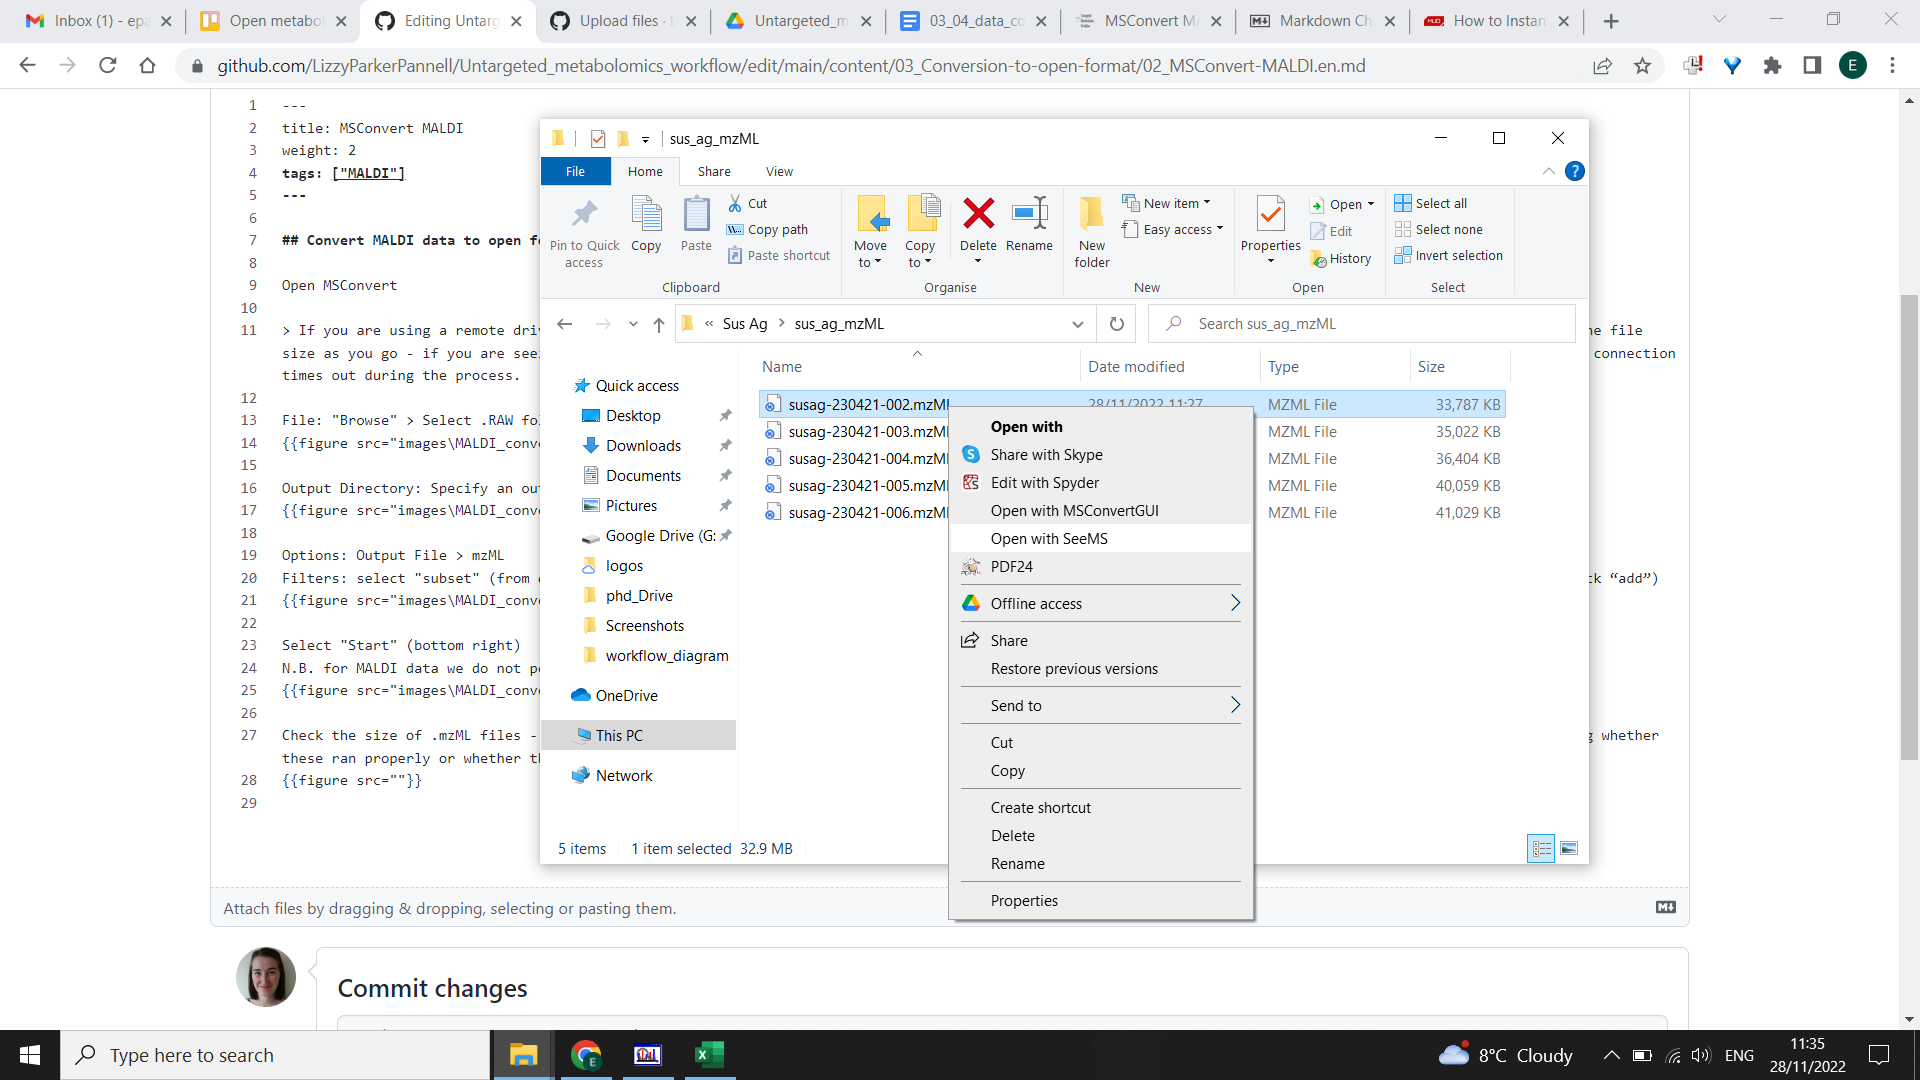 Inbox (1) - epa
Open metabol
Editing Untarg
Upload files ·
Untargeted_m
03_04_data_co
MSConvert MA
Markdown Ch
How to Instan
github.com/LizzyParkerPannell/Untargeted_metabolomics_workflow/edit/main/content/03_Conversion-to-open-format/02_MSConvert-MALDI.en.md
E
1 ---
2 title: MSConvert MALDI
3 weight: 2
4 tags: ["MALDI"]
5 ---
6
7 ## Convert MALDI data to open f
8
9 Open MSConvert
10
11 > If you are using a remote dri
e file
size as you go - if you are see
connection
times out during the process.
12
13 File: "Browse" > Select .RAW fol
14 {{figure src="images\MALDI_conv
15
16 Output Directory: Specify an ou
17 {{figure src="images\MALDI_conv
18
19 Options: Output File > mzML
20 Filters: select "subset" (from
ck “add”)
21 {{figure src="images\MALDI_conv
22
23 Select "Start" (bottom right)
24 N.B. for MALDI data we do not p
25 {{figure src="images\MALDI_conv
26
27 Check the size of .mzML files -
g whether
these ran properly or whether t
28 {{figure src=""}}
29
Attach files by dragging & dropping, selecting or pasting them.
Commit changes
sus_ag_mzML
File
Home
Share
View
Pin to Quick access
Copy
Paste
Cut
Copy path
Paste shortcut
Clipboard
Move to
Copy to
Delete
Rename
Organise
New folder
New item
Easy access
New
Properties
Open
Edit
History
Open
Select all
Select none
Invert selection
Select
« Sus Ag > sus_ag_mzML
Search sus_ag_mzML
Quick access
Desktop
Downloads
Documents
Pictures
Google Drive (G:
logos
phd_Drive
Screenshots
workflow_diagram
OneDrive
This PC
Network
Name Date modified Type Size
susag-230421-002.mzML 28/11/2022 11:27 MZML File 33,787 KB
susag-230421-003.mzML MZML File 35,022 KB
susag-230421-004.mzML MZML File 36,404 KB
susag-230421-005.mzML MZML File 40,059 KB
susag-230421-006.mzML MZML File 41,029 KB
5 items 1 item selected 32.9 MB
Open with
Share with Skype
Edit with Spyder
Open with MSConvertGUI
Open with SeeMS
PDF24
Offline access
Share
Restore previous versions
Send to
Cut
Copy
Create shortcut
Delete
Rename
Properties
Type here to search
8°C Cloudy
ENG
11:35
28/11/2022